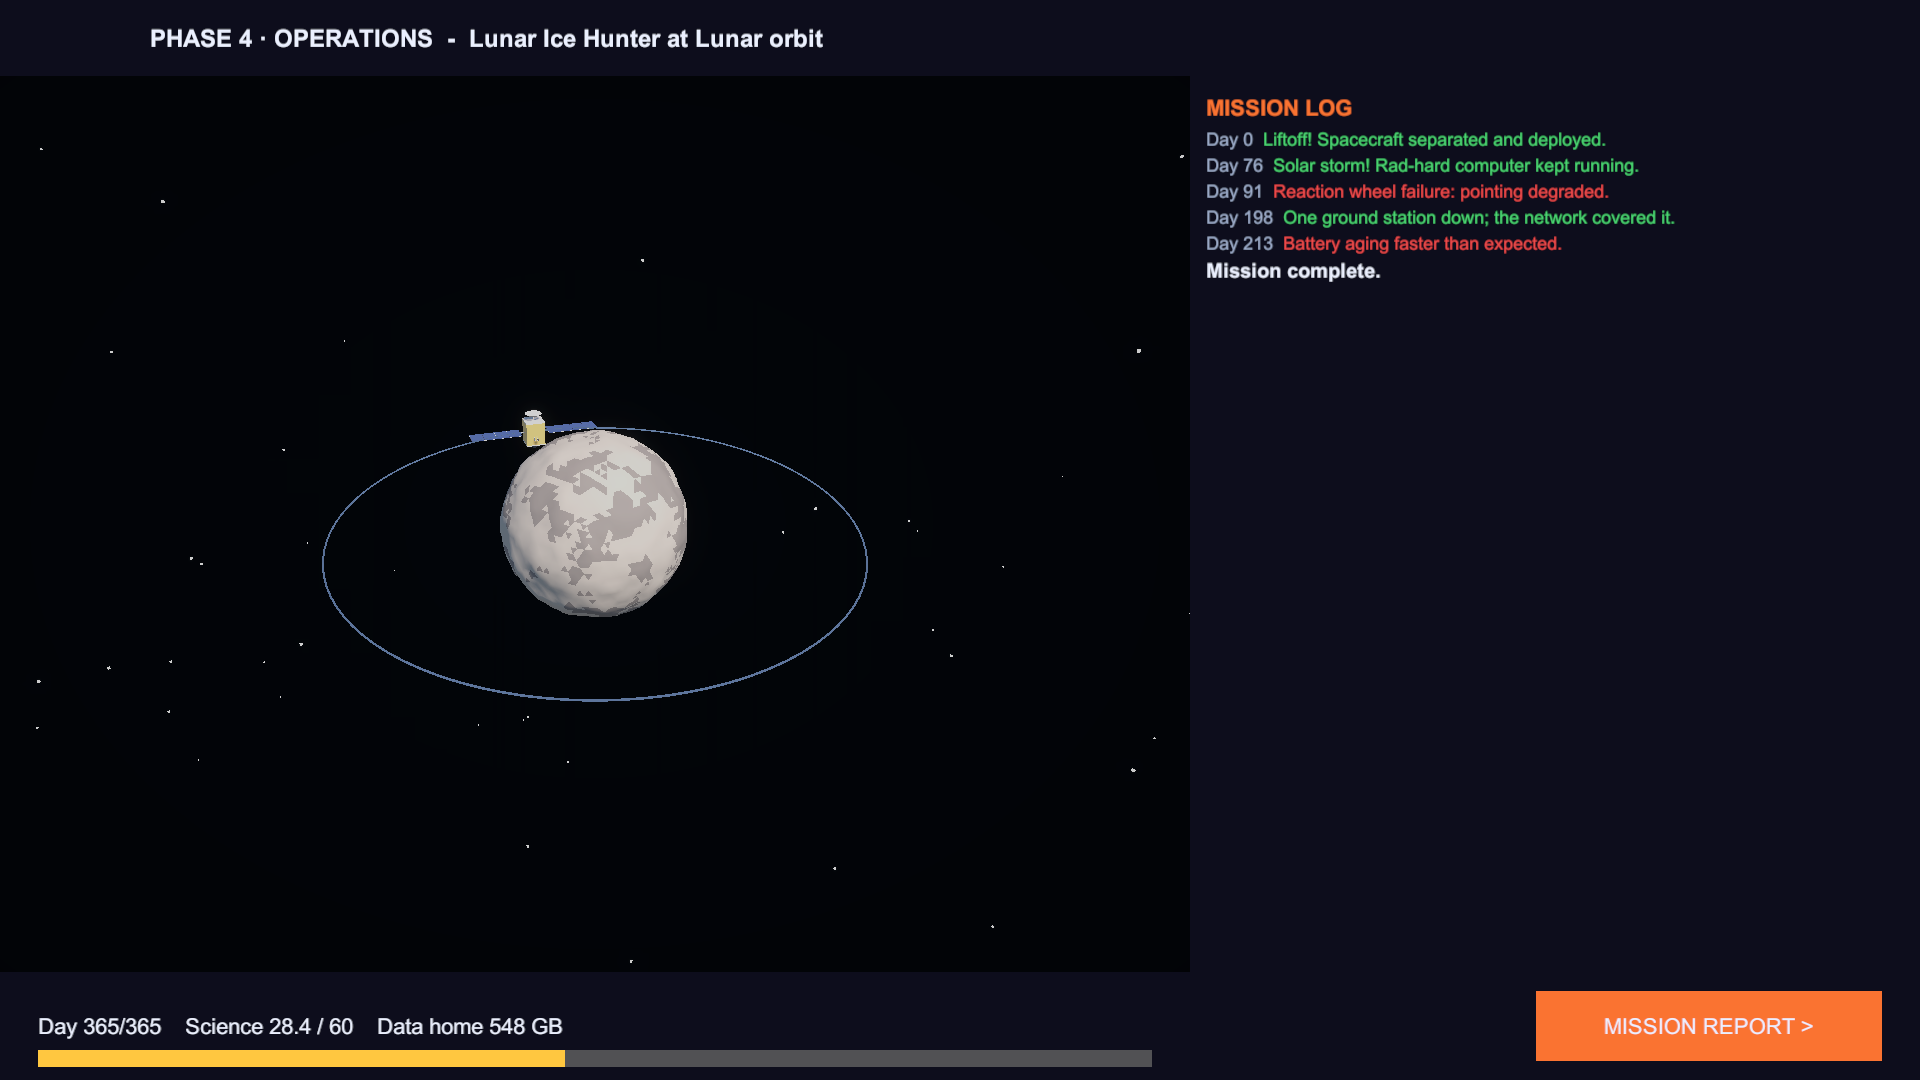 PHASE 4 · OPERATIONS - Lunar Ice Hunter at Lunar orbit
MISSION LOG
Day 0 Liftoff! Spacecraft separated and deployed.
Day 76 Solar storm! Rad-hard computer kept running.
Day 91 Reaction wheel failure: pointing degraded.
Day 198 One ground station down; the network covered it.
Day 213 Battery aging faster than expected.
Mission complete.
Day 365/365 Science 28.4 / 60 Data home 548 GB
MISSION REPORT >